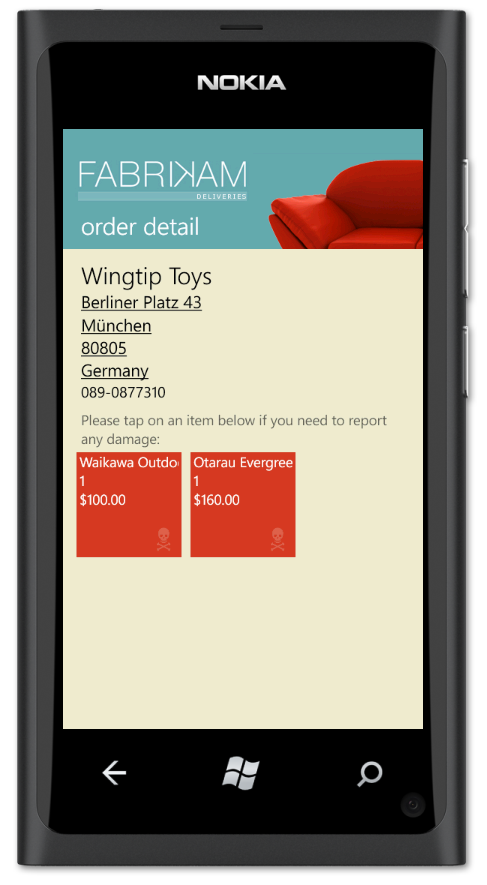 NOKIA
FABRIKAM
DELIVERIES
order detail
Wingtip Toys
Berliner Platz 43
München
80805
Germany
089-0877310
Please tap on an item below if you need to report
any damage:
Waikawa Outdo
1
$100.00
Otarau Evergree
1
$160.00